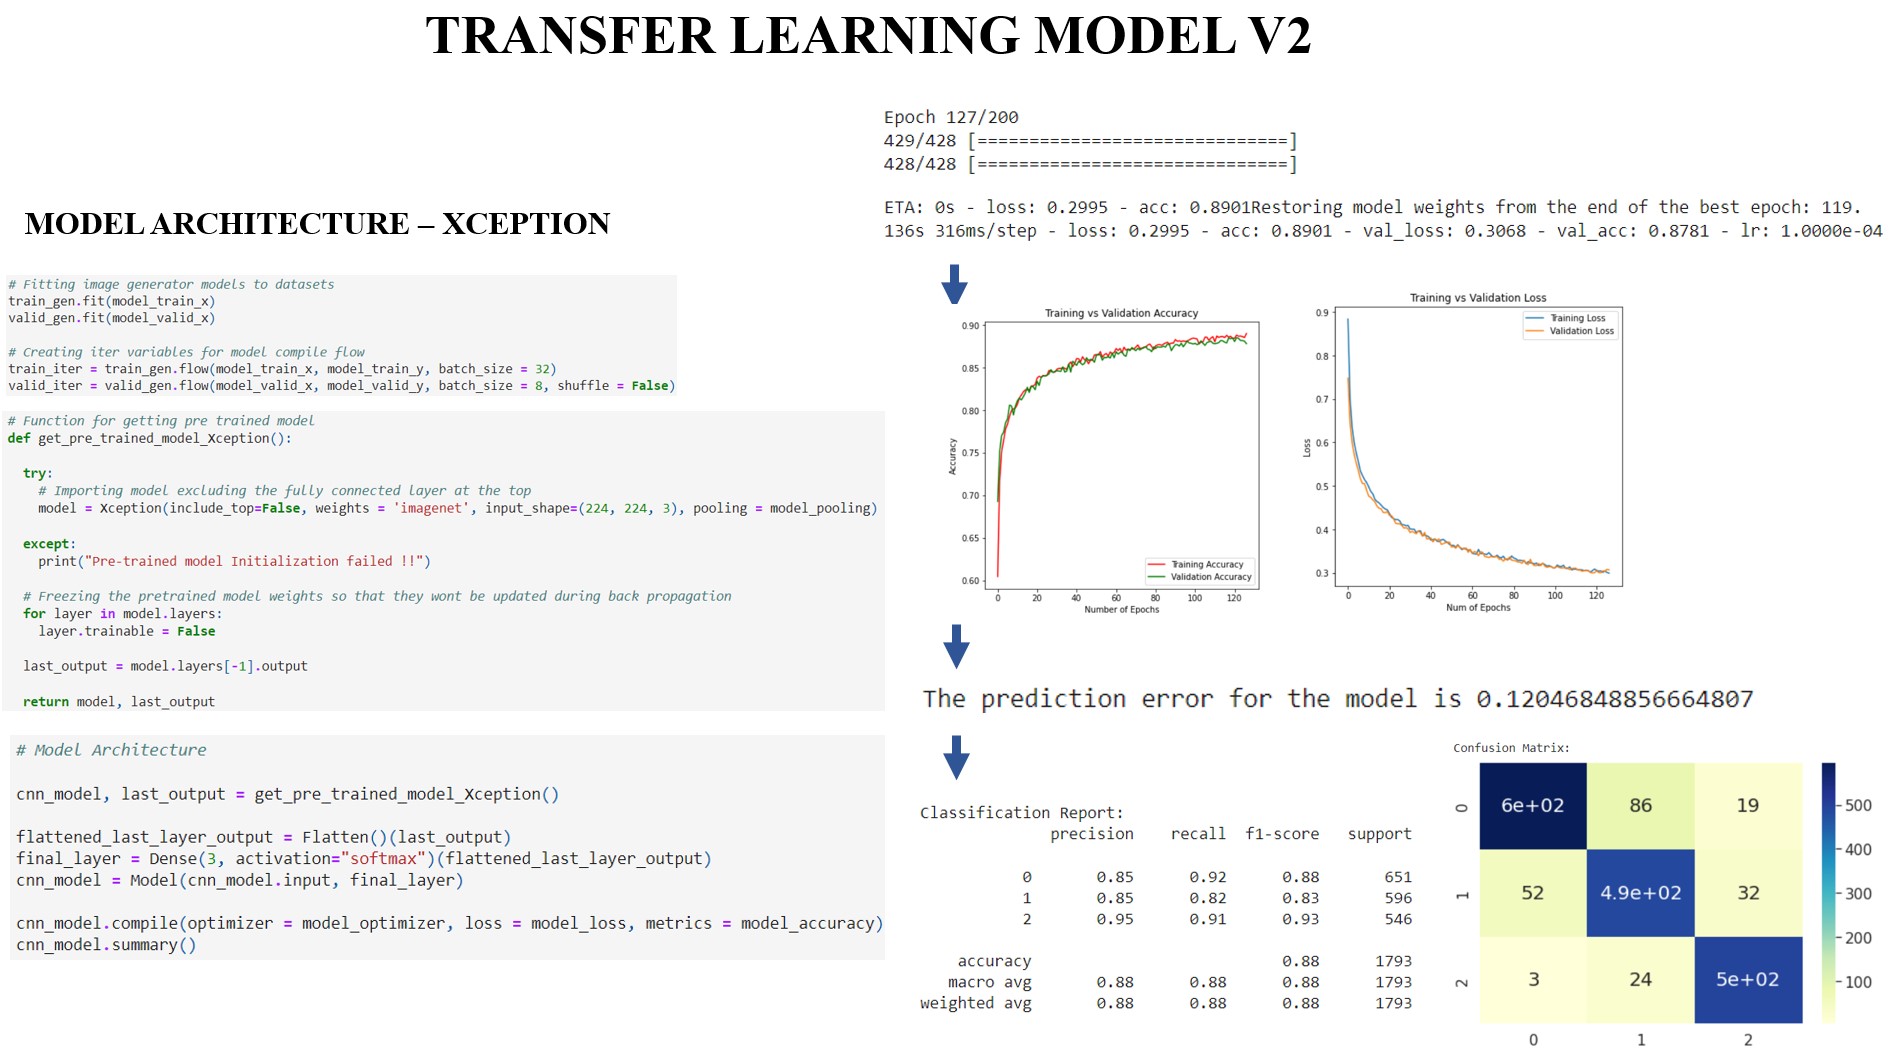 TRANSFER LEARNING MODEL V2
MODEL ARCHITECTURE – XCEPTION
# Fitting image generator models to datasets
train_gen.fit(model_train_x)
valid_gen.fit(model_valid_x)
# Creating iter variables for model compile flow
train_iter = train_gen.flow(model_train_x, model_train_y, batch_size = 32)
valid_iter = valid_gen.flow(model_valid_x, model_valid_y, batch_size = 8, shuffle = False)
# Function for getting pre trained model
def get_pre_trained_model_Xception():
try:
# Importing model excluding the fully connected layer at the top
model = Xception(include_top=False, weights = 'imagenet', input_shape=(224, 224, 3), pooling = model_pooling)
except:
print("Pre-trained model Initialization failed !!")
# Freezing the pretrained model weights so that they wont be updated during back propagation
for layer in model.layers:
layer.trainable = False
last_output = model.layers[-1].output
return model, last_output
# Model Architecture
cnn_model, last_output = get_pre_trained_model_Xception()
flattened_last_layer_output = Flatten()(last_output)
final_layer = Dense(3, activation="softmax")(flattened_last_layer_output)
cnn_model = Model(cnn_model.input, final_layer)
cnn_model.compile(optimizer = model_optimizer, loss = model_loss, metrics = model_accuracy)
cnn_model.summary()
Epoch 127/200
429/428 [==============================]
428/428 [==============================]
ETA: 0s - loss: 0.2995 - acc: 0.8901Restoring model weights from the end of the best epoch: 119.
136s 316ms/step - loss: 0.2995 - acc: 0.8901 - val_loss: 0.3068 - val_acc: 0.8781 - lr: 1.0000e-04
Training vs Validation Accuracy
0.90
0.85
0.80
0.75
0.70
0.65
0.60
Accuracy
Training Accuracy
Validation Accuracy
0 20 40 60 80 100 120
Number of Epochs
Training vs Validation Loss
Training Loss
Validation Loss
0.9
0.8
0.7
0.6
0.5
0.4
0.3
Loss
0 20 40 60 80 100 120
Num of Epochs
The prediction error for the model is 0.12046848856664807
Classification Report:
precision recall f1-score support
0 0.85 0.92 0.88 651
1 0.85 0.82 0.83 596
2 0.95 0.91 0.93 546
accuracy 0.88 1793
macro avg 0.88 0.88 0.88 1793
weighted avg 0.88 0.88 0.88 1793
Confusion Matrix:
0 6e+02 86 19
1 52 4.9e+02 32
2 3 24 5e+02
0 1 2
500
400
300
200
100